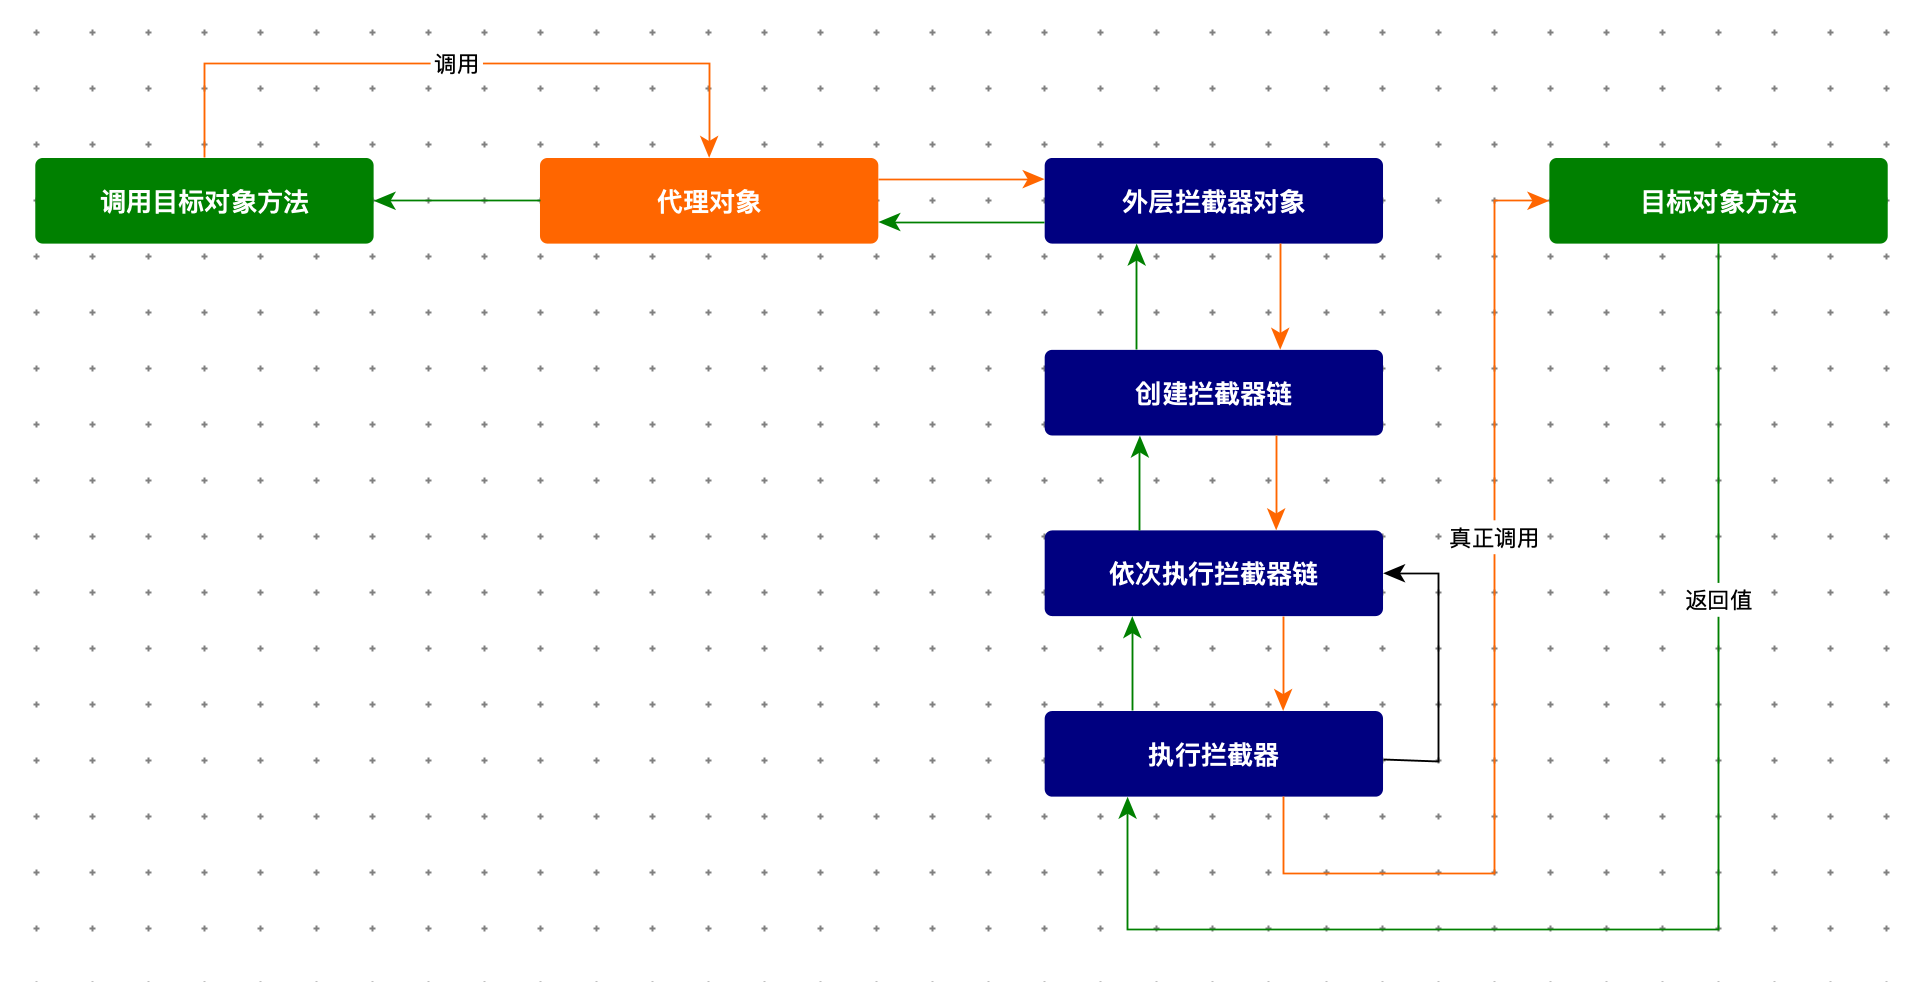 调用
调用目标对象方法
代理对象
外层拦截器对象
目标对象方法
创建拦截器链
真正调用
依次执行拦截器链
返回值
执行拦截器